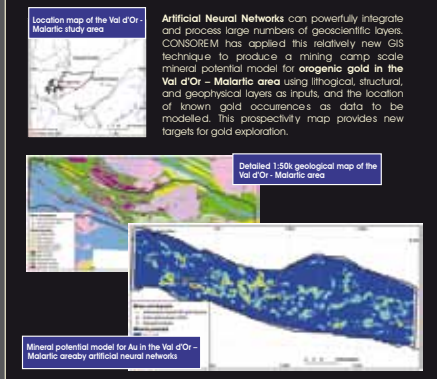 Location map of the Val d'Or -
Malartic study area
Artificial Neural Networks can powerfully integrate
and process large numbers of geoscientific layers.
CONSOREM has applied this relatively new GIS
technique to produce a mining camp scale
mineral potential model for orogenic gold in the
Val d'Or – Malartic area using lithogical, structural,
and geophysical layers as inputs, and the location
of known gold occurrences as data to be
modelled. This prospectivity map provides new
targets for gold exploration.
Detailed 1:50k geological map of the
Val d'Or - Malartic area
Mineral potential model for Au in the Val d'Or –
Malartic areaby artificial neural networks